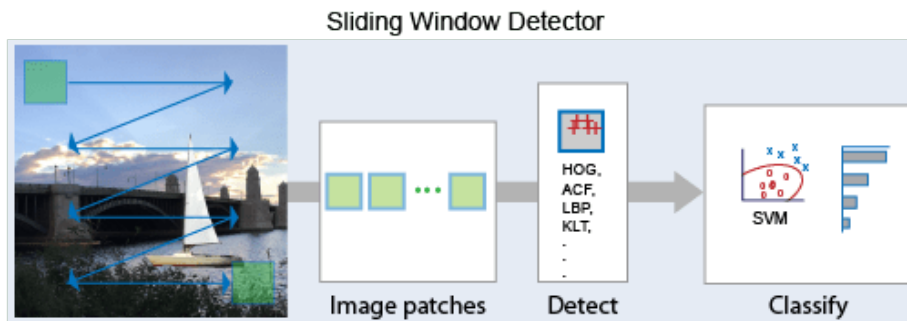 Sliding Window Detector
HOG,
ACF,
LBP,
KLT,
.
.
.
SVM
Image patches
Detect
Classify